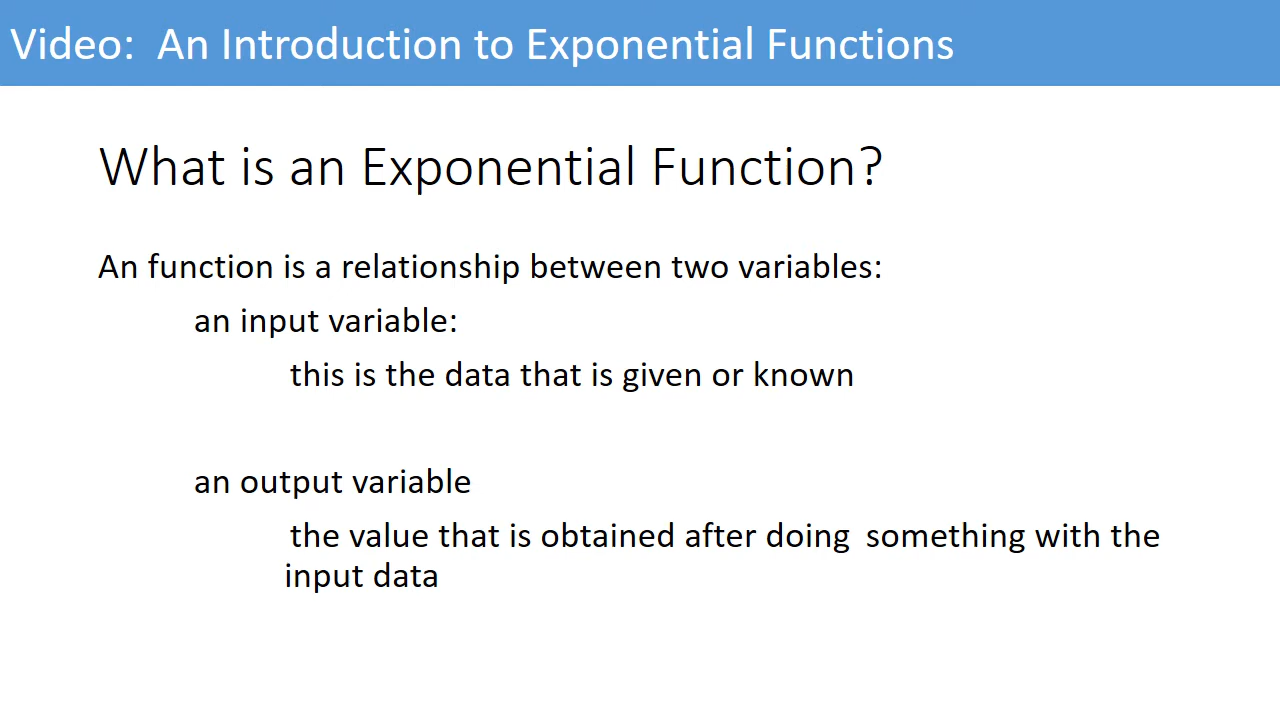 Video:  An Introduction to Exponential Functions
What is an Exponential Function?
An function is a relationship between two variables:
an input variable:
this is the data that is given or known
an output variable
the value that is obtained after doing  something with the
input data